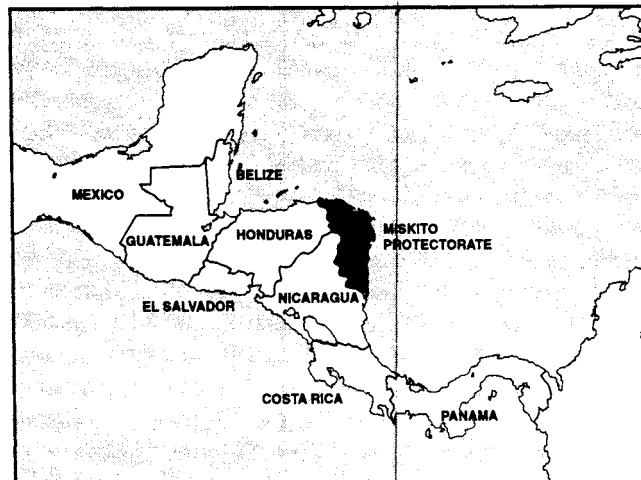 BELIZE
MEXICO
GUATEMALA
HONDURAS
MISKITO
PROTECTORATE
EL SALVADOR
NICARAGUA
COSTA RICA
PANAMA